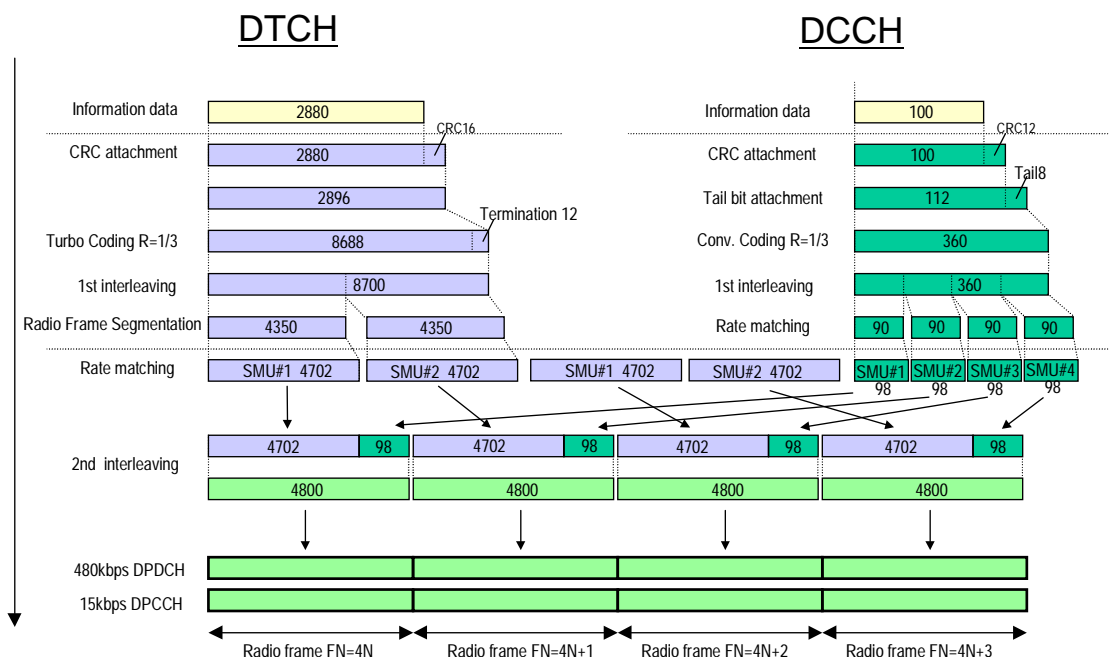 DTCH DCCH
Information data 2880 Information data 100
CRC16 CRC12
CRC attachment 2880 CRC attachment 100
Tail8
2896 Tail bit attachment 112
Termination 12
Turbo Coding R=1/3 8688 Conv. Coding R=1/3 360
1st interleaving 8700 1st interleaving 360
Radio Frame Segmentation 4350 4350 Rate matching 90 90 90 90
Rate matching SMU#1 4702 SMU#2 4702 SMU#1 4702 SMU#2 4702 SMU#1 SMU#2 SMU#3 SMU#4
98 98 98 98
4702 98 4702 98 4702 98 4702 98
2nd interleaving
4800 4800 4800 4800
480kbps DPDCH
15kbps DPCCH
Radio frame FN=4N Radio frame FN=4N+1 Radio frame FN=4N+2 Radio frame FN=4N+3